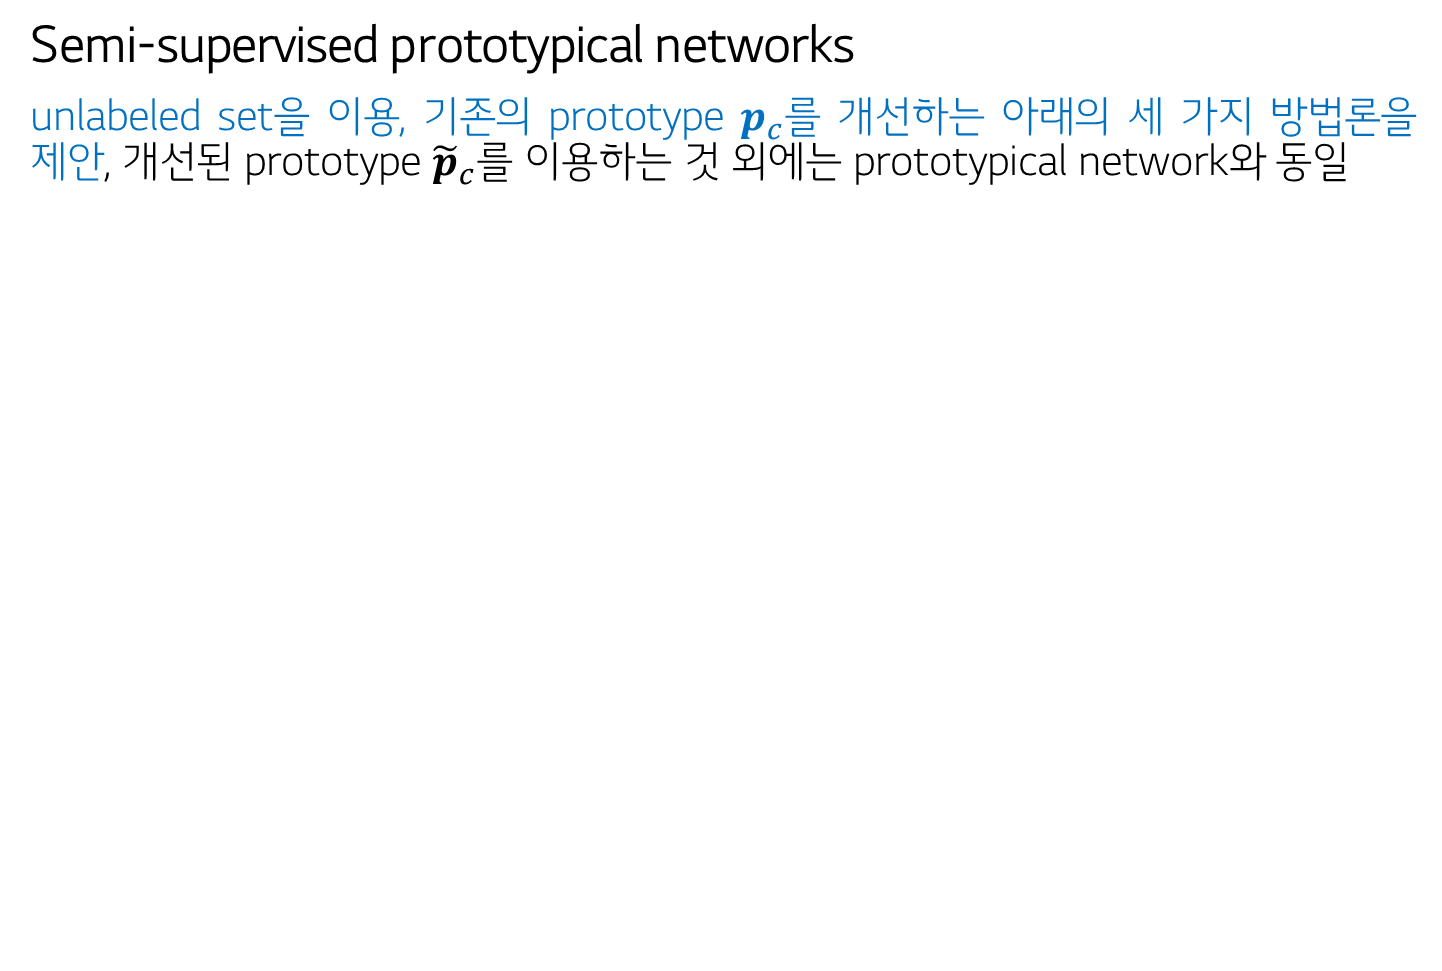 Semi-supervised prototypical networks
unlabeled set을 이용, 기존의 prototype 𝒑𝑐를 개선하는 아래의 세 가지 방법론을
제안, 개선된 prototype 𝒑̃𝑐를 이용하는 것 외에는 prototypical network와 동일